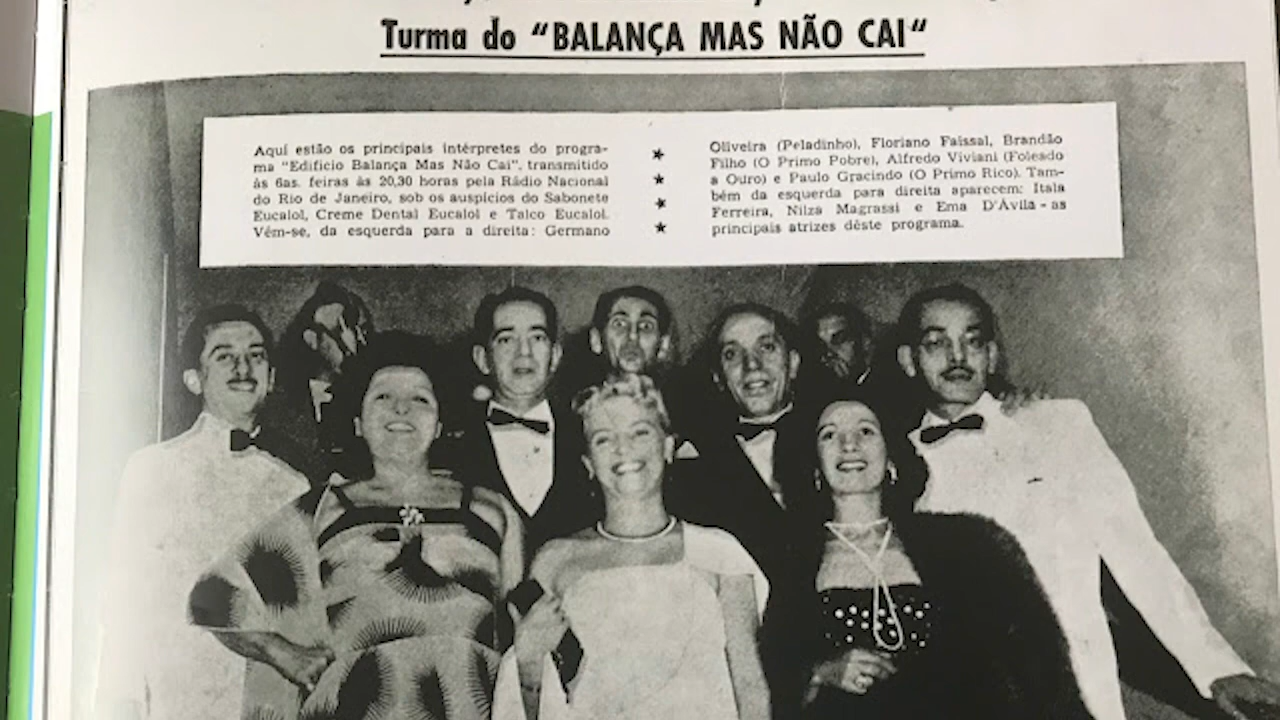 Turma do “BALANÇA MAS NÃO CAI“
Aquí estão os principais intérpretes do progra-
ma “Edificio Balança Mas Não Cai”, transmitido
às 6as. feiras às 20,30 horas pela Rádio Nacional
do Rio de Janeiro, sob os auspícios do Sabonete
Eucalol, Creme Dental Eucalol e Talco Eucalol.
Vêm-se, da esquerda para a direita: Germano
Oliveira (Peladinho), Floriano Faissal, Brandão
Filho (O Primo Pobre), Alfredo Viviani (Foleado
a Ouro) e Paulo Gracindo (O Primo Rico). Tam-
bém da esquerda para direita aparecem: Itala
Ferreira, Nilza Magrassi e Ema D'Ávila - as
principais atrizes dêste programa.